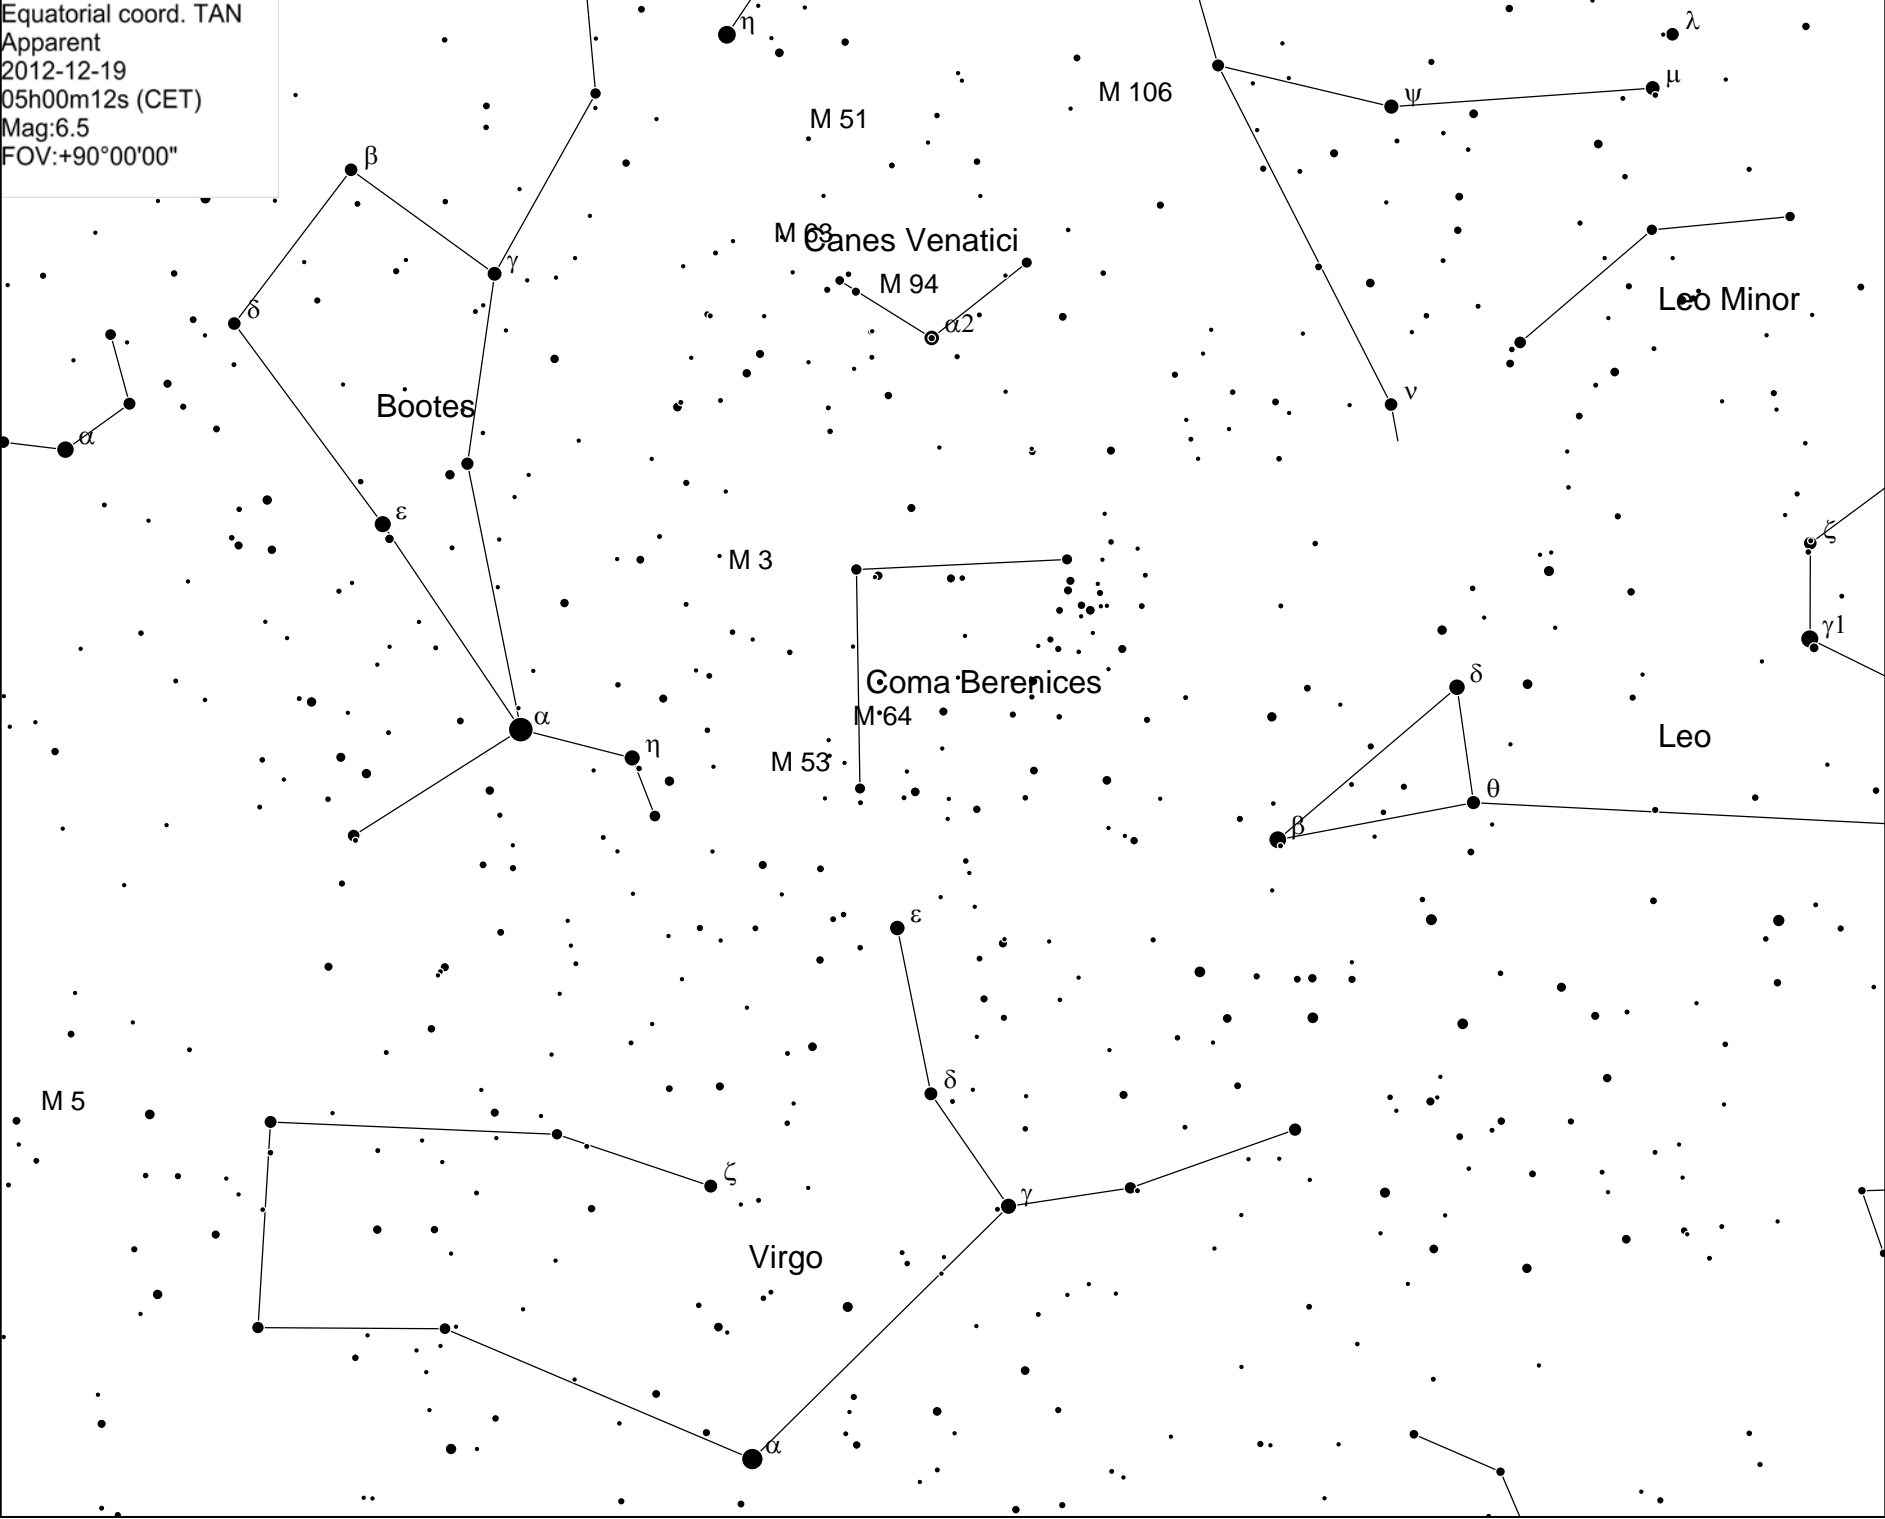 Equatorial coord. TAN
Apparent
2012-12-19
05h00m12s (CET)
Mag:6.5
FOV:+90°00'00"
η
λ
μ
M 106
ψ
M 51
β
M 63
Canes Venatici
γ
M 94
δ
Leo Minor
α2
ν
Bootes
α
ε
ζ
M 3
γ1
δ
Coma Berenices
α
M 64
Leo
η
M 53
θ
β
ε
δ
M 5
ζ
γ
Virgo
α